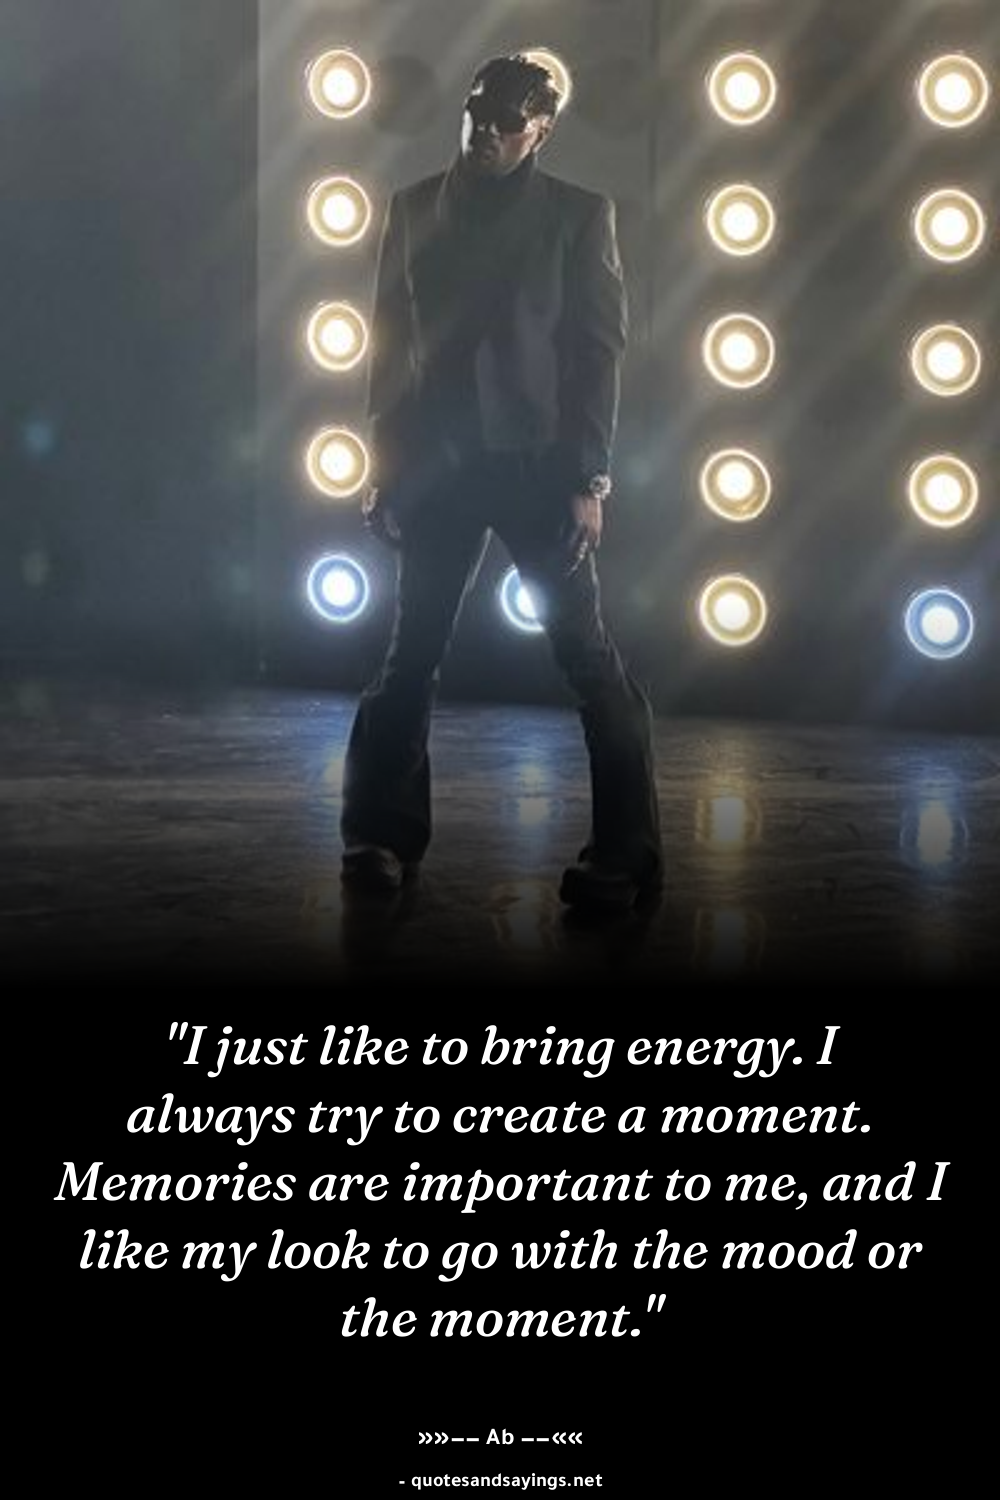 "I just like to bring energy. I
always try to create a moment.
Memories are important to me, and I
like my look to go with the mood or
the moment."
»»−− Ab −−««
- quotesandsayings.net